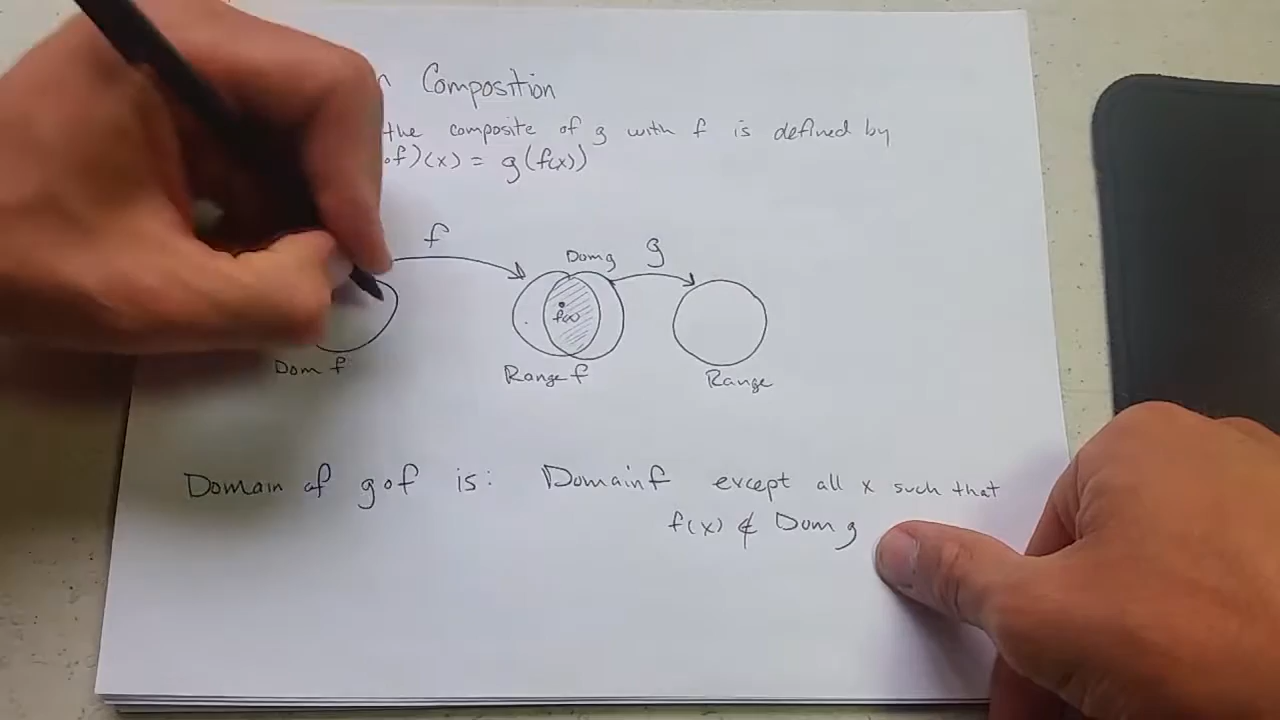 Composition
the composite of g with f is defined by
of)(x) = g(f(x))
f
Dom g
g
f(x)
Dom f
Range f
Range
Domain of gof is: Domain f except all x such that
f(x) ∉ Dom g